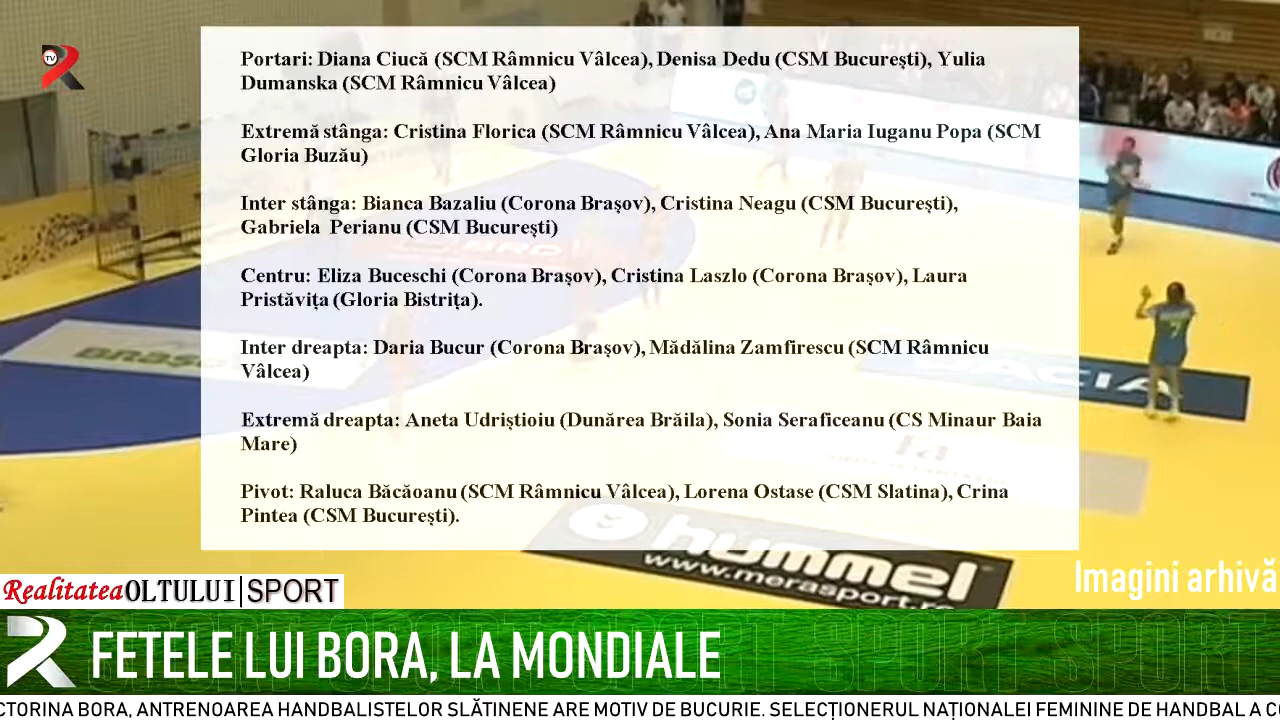 TV
Portari: Diana Ciucă (SCM Râmnicu Vâlcea), Denisa Dedu (CSM București), Yulia
Dumanska (SCM Râmnicu Vâlcea)
Extremă stânga: Cristina Florica (SCM Râmnicu Vâlcea), Ana Maria Iuganu Popa (SCM
Gloria Buzău)
Inter stânga: Bianca Bazaliu (Corona Brașov), Cristina Neagu (CSM București),
Gabriela  Perianu (CSM București)
Centru: Eliza Buceschi (Corona Brașov), Cristina Laszlo (Corona Brașov), Laura
Pristăvița (Gloria Bistrița).
Inter dreapta: Daria Bucur (Corona Brașov), Mădălina Zamfirescu (SCM Râmnicu
Vâlcea)
Extremă dreapta: Aneta Udriștioiu (Dunărea Brăila), Sonia Seraficeanu (CS Minaur Baia
Mare)
Pivot: Raluca Băcăoanu (SCM Râmnicu Vâlcea), Lorena Ostase (CSM Slatina), Crina
Pintea (CSM București).
7
DACIA
hummel
www.merasport.ro
Imagini arhivă
Realitatea OLTULUI SPORT
FETELE LUI BORA, LA MONDIALE
CTORINA BORA, ANTRENOAREA HANDBALISTELOR SLĂTINENE ARE MOTIV DE BUCURIE. SELECȚIONERUL NAȚIONALEI FEMININE DE HANDBAL A C